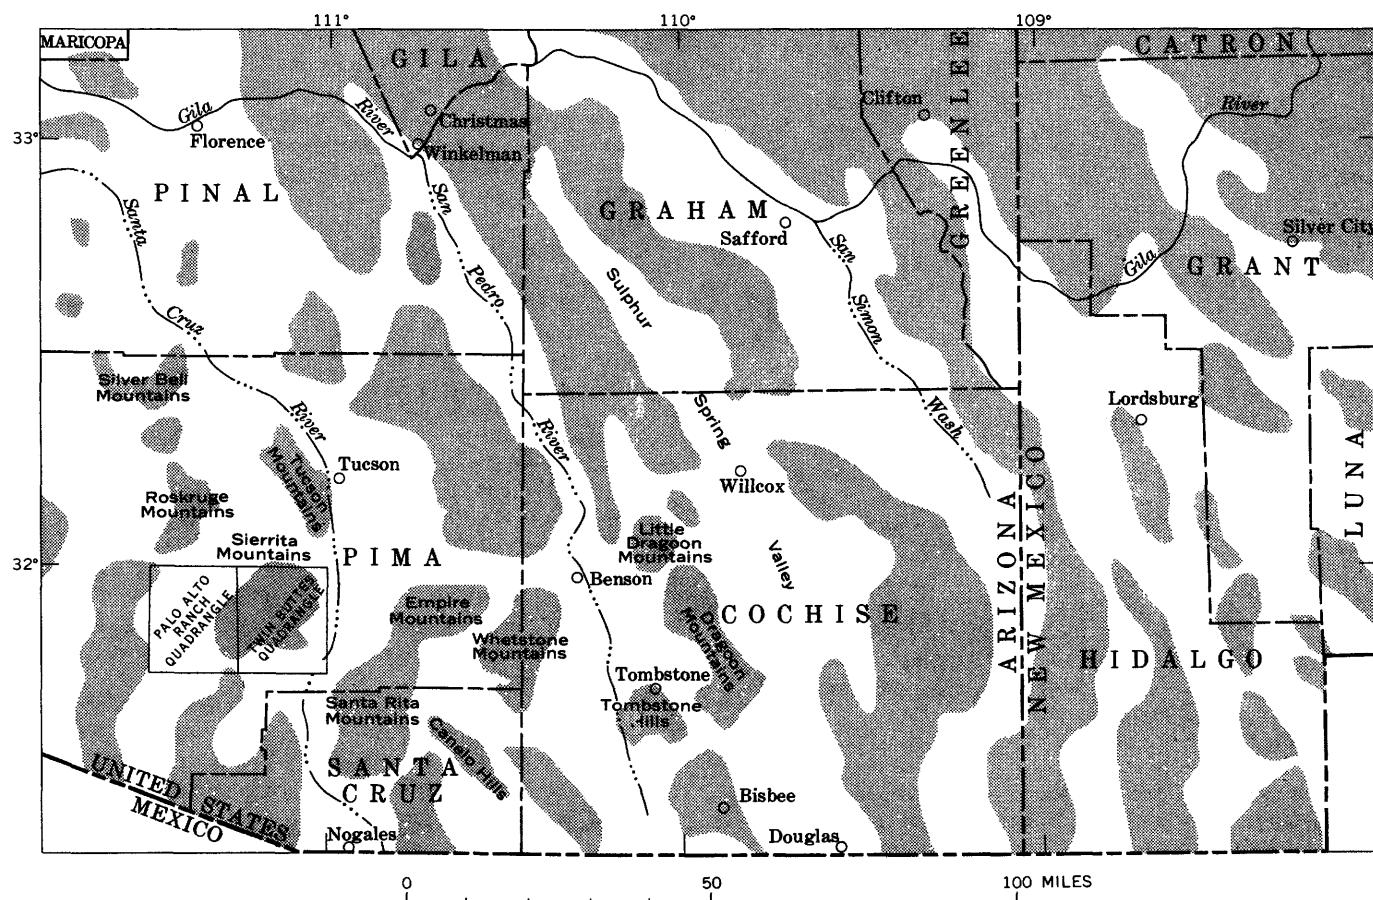 111°
110°
109°
MARICOPA
GILA
CATRON
Clifton
River
Gila
River
Christmas
33°
Florence
Winkelman
GREENLEE
PINAL
San
GRAHAM
Santa
Safford
San
Silver City
Gila
GRANT
Pedro
Sulphur
Simon
Cruz
Silver Bell
Mountains
Spring
Wash
Lordsburg
River
River
LUNA
Tucson
Mountains
Tucson
Willcox
Roskruge
Mountains
Little
Dragoon
Mountains
Sierrita
Mountains
PIMA
Valley
ARIZONA
NEW MEXICO
32°
Benson
PALO ALTO
RANCH
QUADRANGLE
TWIN BUTTES
QUADRANGLE
Empire
Mountains
COCHISE
Whetstone
Mountains
Dragoon
Mountains
HIDALGO
Tombstone
Santa Rita
Mountains
Tombstone
Hills
Canelo Hills
UNITED STATES
MEXICO
SANTA
CRUZ
Bisbee
Nogales
Douglas
0
50
100 MILES